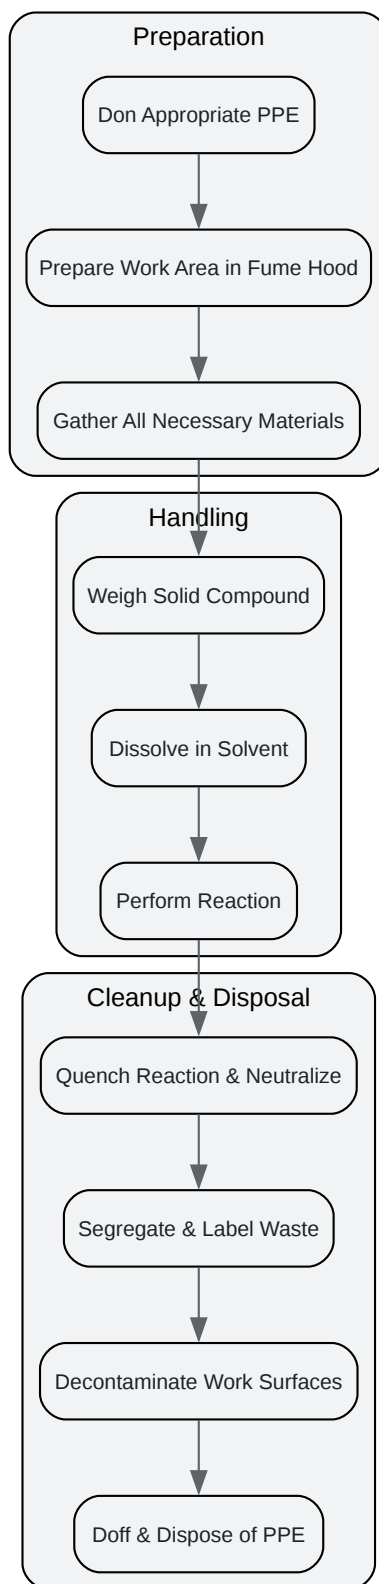 Preparation
Don Appropriate PPE
Prepare Work Area in Fume Hood
Gather All Necessary Materials
Handling
Weigh Solid Compound
Dissolve in Solvent
Perform Reaction
Cleanup & Disposal
Quench Reaction & Neutralize
Segregate & Label Waste
Decontaminate Work Surfaces
Doff & Dispose of PPE